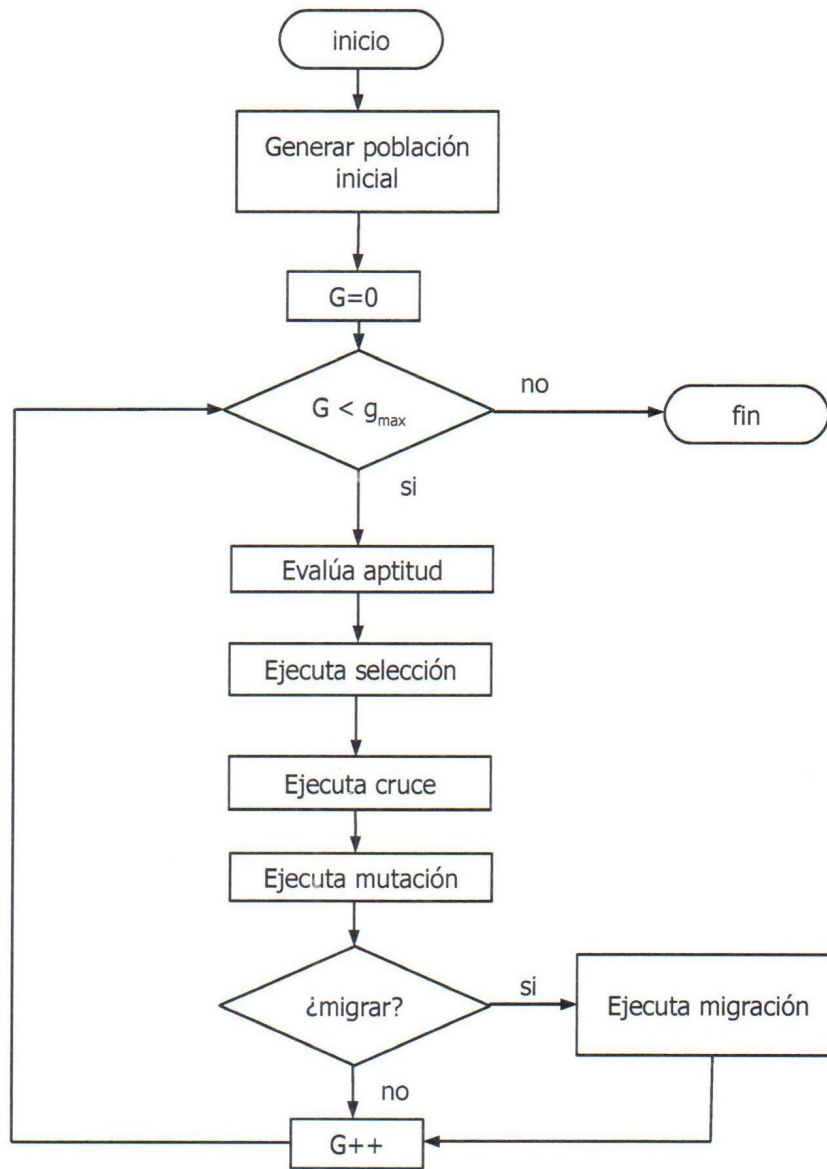 inicio
Generar población
inicial
G=0
G < gmax
no
fin
si
Evalúa aptitud
Ejecuta selección
Ejecuta cruce
Ejecuta mutación
¿migrar?
si
Ejecuta migración
no
G++